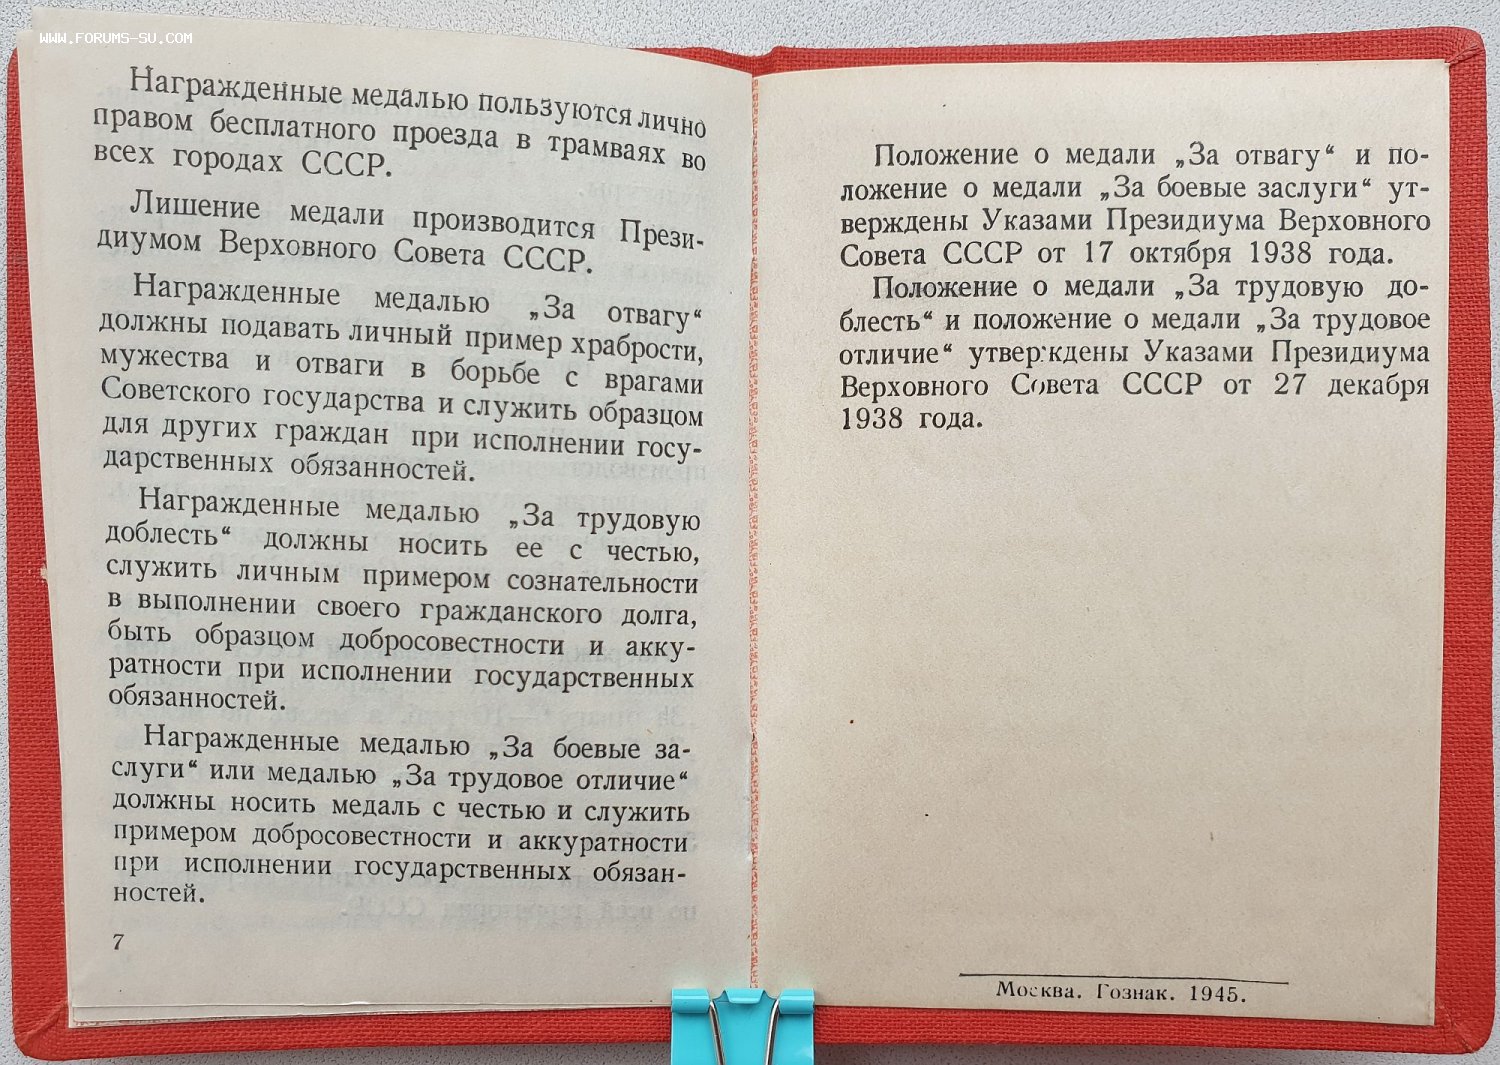 www.forums-su.com
Награжденные медалью пользуются лично
правом бесплатного проезда в трамваях во
всех городах СССР.
Лишение медали производится Прези-
диумом Верховного Совета СССР.
Награжденные медалью „За отвагу“
должны подавать личный пример храбрости,
мужества и отваги в борьбе с врагами
Советского государства и служить образцом
для других граждан при исполнении госу-
дарственных обязанностей.
Награжденные медалью „За трудовую
доблесть“ должны носить ее с честью,
служить личным примером сознательности
в выполнении своего гражданского долга,
быть образцом добросовестности и акку-
ратности при исполнении государственных
обязанностей.
Награжденные медалью „За боевые за-
слуги“ или медалью „За трудовое отличие“
должны носить медаль с честью и служить
примером добросовестности и аккуратности
при исполнении государственных обязан-
ностей.
7
Положение о медали „За отвагу“ и по-
ложение о медали „За боевые заслуги“ ут-
верждены Указами Президиума Верховного
Совета СССР от 17 октября 1938 года.
Положение о медали „За трудовую до-
блесть“ и положение о медали „За трудовое
отличие“ утверждены Указами Президиума
Верховного Совета СССР от 27 декабря
1938 года.
Москва. Гознак. 1945.